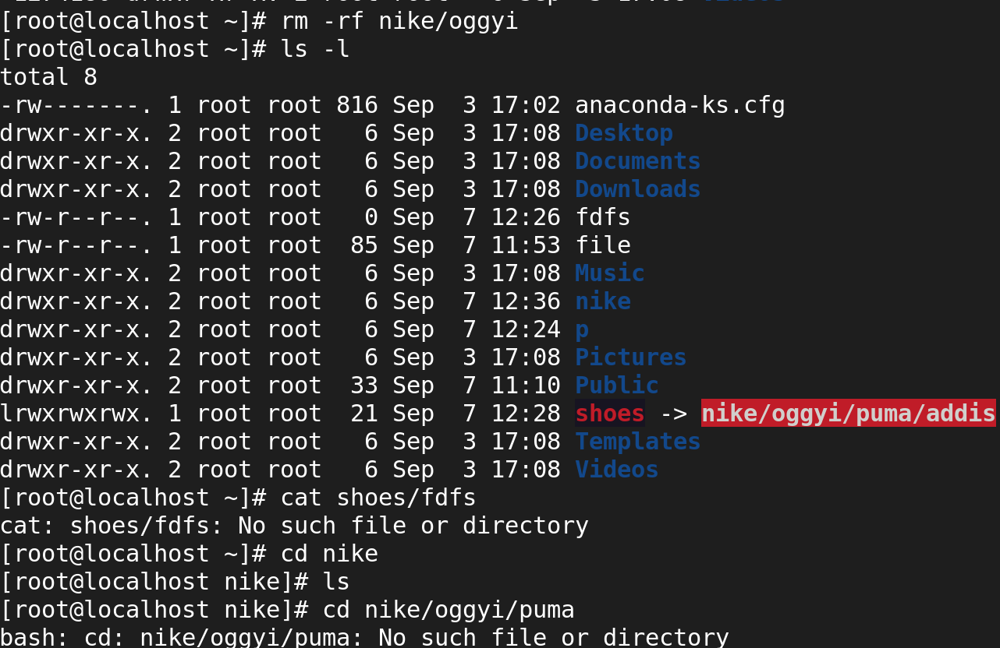 [root@localhost ~]# rm -rf nike/oggyi
[root@localhost ~]# ls -l
total 8
-rw-------. 1 root root 816 Sep  3 17:02 anaconda-ks.cfg
drwxr-xr-x. 2 root root   6 Sep  3 17:08 Desktop
drwxr-xr-x. 2 root root   6 Sep  3 17:08 Documents
drwxr-xr-x. 2 root root   6 Sep  3 17:08 Downloads
-rw-r--r--. 1 root root   0 Sep  7 12:26 fdfs
-rw-r--r--. 1 root root  85 Sep  7 11:53 file
drwxr-xr-x. 2 root root   6 Sep  3 17:08 Music
drwxr-xr-x. 2 root root   6 Sep  7 12:36 nike
drwxr-xr-x. 2 root root   6 Sep  7 12:24 p
drwxr-xr-x. 2 root root   6 Sep  3 17:08 Pictures
drwxr-xr-x. 2 root root  33 Sep  7 11:10 Public
lrwxrwxrwx. 1 root root  21 Sep  7 12:28 shoes -> nike/oggyi/puma/addis
drwxr-xr-x. 2 root root   6 Sep  3 17:08 Templates
drwxr-xr-x. 2 root root   6 Sep  3 17:08 Videos
[root@localhost ~]# cat shoes/fdfs
cat: shoes/fdfs: No such file or directory
[root@localhost ~]# cd nike
[root@localhost nike]# ls
[root@localhost nike]# cd nike/oggyi/puma
bash: cd: nike/oggyi/puma: No such file or directory